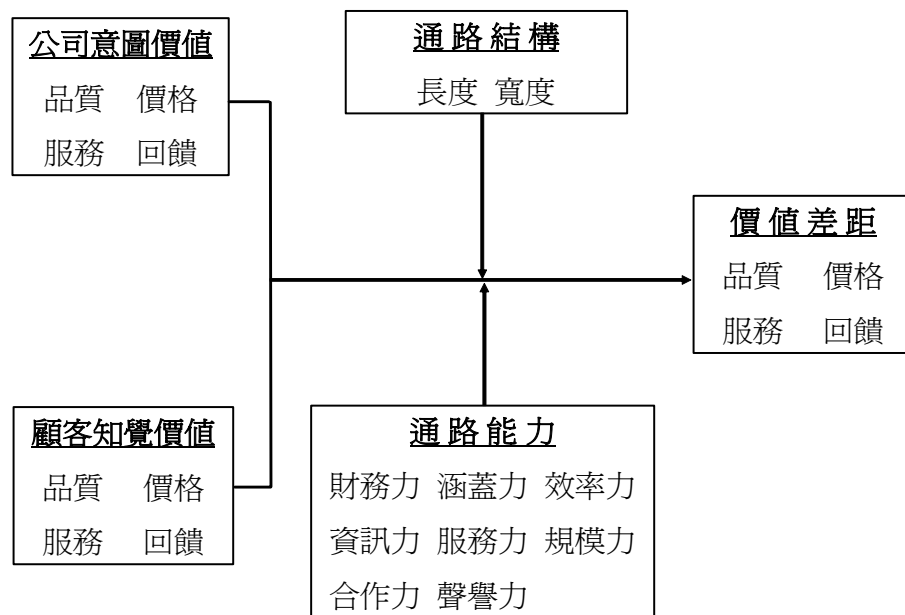 公司意圖價值
品質 價格
服務 回饋
通路結構
長度 寬度
價值差距
品質 價格
服務 回饋
顧客知覺價值
品質 價格
服務 回饋
通路能力
財務力 涵蓋力 效率力
資訊力 服務力 規模力
合作力 聲譽力